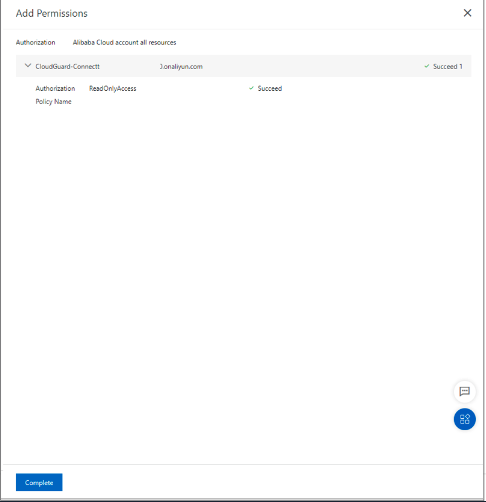 Add Permissions
Authorization Alibaba Cloud account all resources
CloudGuard-Connectt .onaliyun.com Succeed 1
Authorization ReadOnlyAccess Succeed
Policy Name
Complete